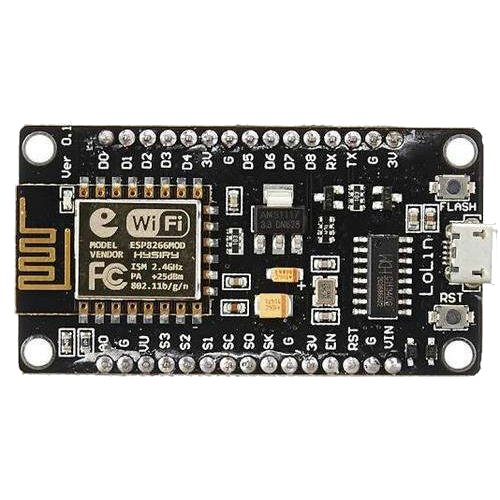 Ver 0.1
D0 D1 D2 D3 D4 3V G D5 D6 D7 D8 RX TX G 3V
WiFi
MODEL ESP8266MOD
VENDOR HYSIRY
FC
ISM 2.4GHz
PA +25dBm
802.11b/g/n
AMS1117
3.3 DN628
FLASH
LoLin
RST
A0 G VU S3 S2 S1 SC SO SK G 3V EN RST G VIN